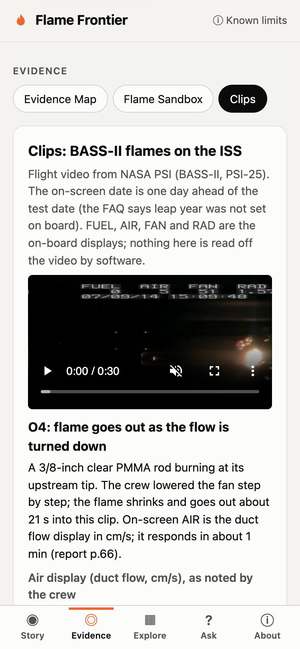 Flame Frontier
Known limits
EVIDENCE
Evidence Map
Flame Sandbox
Clips
Clips: BASS-II flames on the ISS
Flight video from NASA PSI (BASS-II, PSI-25).
The on-screen date is one day ahead of the
test date (the FAQ says leap year was not set
on board). FUEL, AIR, FAN and RAD are the
on-board displays; nothing here is read off
the video by software.
FUEL AIR FAN RAD
0 5 51
07/09/14 15:09:48
0:00 / 0:30
O4: flame goes out as the flow is
turned down
A 3/8-inch clear PMMA rod burning at its
upstream tip. The crew lowered the fan step
by step; the flame shrinks and goes out about
21 s into this clip. On-screen AIR is the duct
flow display in cm/s; it responds in about 1
min (report p.66).
Air display (duct flow, cm/s), as noted by
the crew
Story
Evidence
Explore
Ask
About